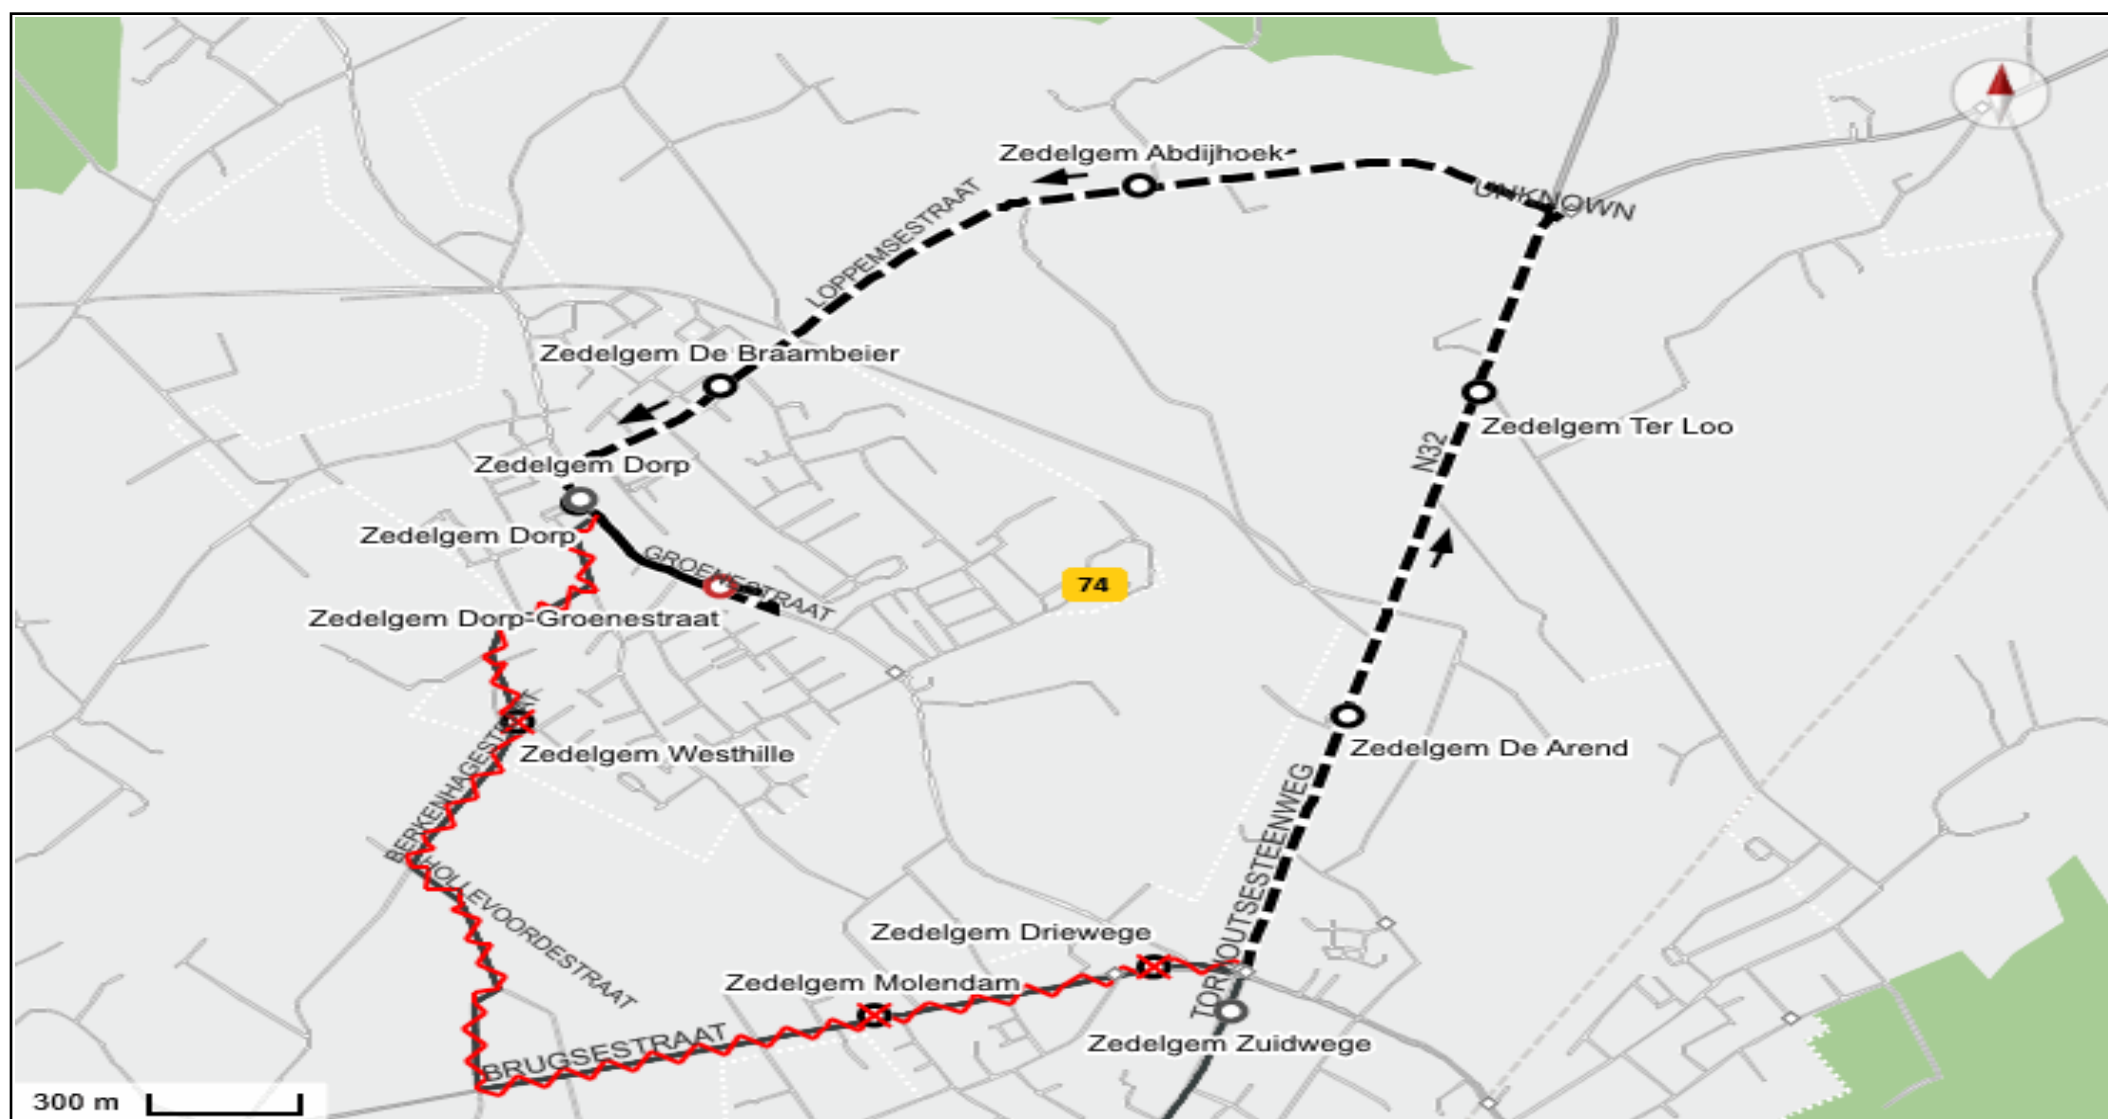 Zedelgem Abdijhoek
UNKNOWN
LOPPEMSESTRAAT
Zedelgem De Braambeier
Zedelgem Ter Loo
N32
Zedelgem Dorp
Zedelgem Dorp
GROENESTRAAT
74
Zedelgem Dorp-Groenestraat
Zedelgem Westhille
Zedelgem De Arend
BERKENHAGESTRAAT
TORHOUTSESTEENWEG
HOLLEVOORDESTRAAT
Zedelgem Driewege
Zedelgem Molendam
BRUGSESTRAAT
Zedelgem Zuidwege
300 m